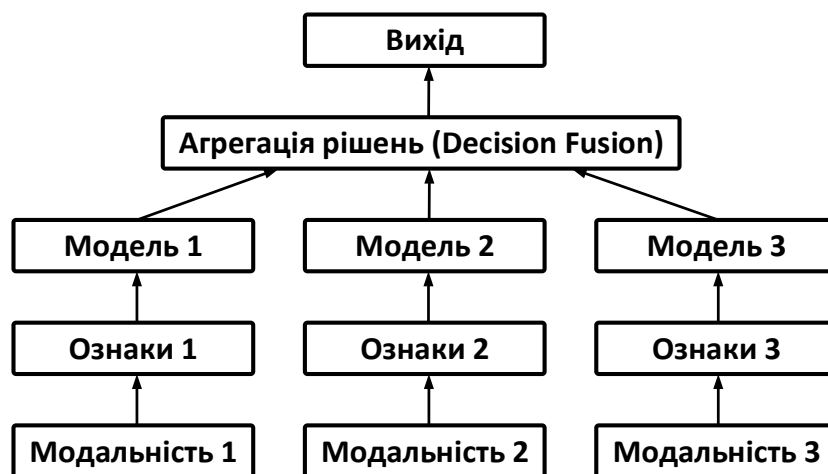 Вихід
Агрегація рішень (Decision Fusion)
Модель 1
Модель 2
Модель 3
Ознаки 1
Ознаки 2
Ознаки 3
Модальність 1
Модальність 2
Модальність 3